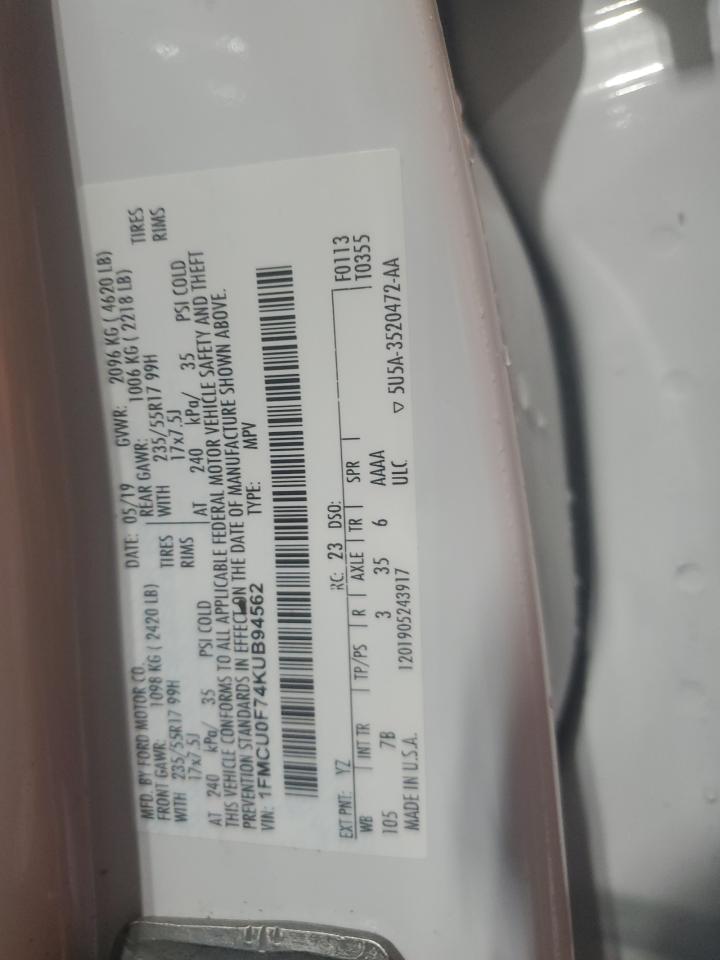 MFD. BY FORD MOTOR CO.
DATE: 05/19 GVWR: 2096 KG ( 4620 LB)
FRONT GAWR: 1098 KG ( 2420 LB) REAR GAWR: 1006 KG ( 2218 LB)
WITH 235/55R17 99H TIRES WITH 235/55R17 99H TIRES
17x7.5J RIMS 17x7.5J RIMS
AT 240 kPa/ 35 PSI COLD AT 240 kPa/ 35 PSI COLD
THIS VEHICLE CONFORMS TO ALL APPLICABLE FEDERAL MOTOR VEHICLE SAFETY AND THEFT
PREVENTION STANDARDS IN EFFECT ON THE DATE OF MANUFACTURE SHOWN ABOVE.
VIN: 1FMCU0F74KUB94562 TYPE: MPV
EXT PNT: YZ RC: 23 DSO: F0113
WB INT TR TP/PS R AXLE TR SPR T0355
105 7B 3 35 6 AAAA
MADE IN U.S.A. 1201905243917 ULC
▽ 5U5A-3520472-AA